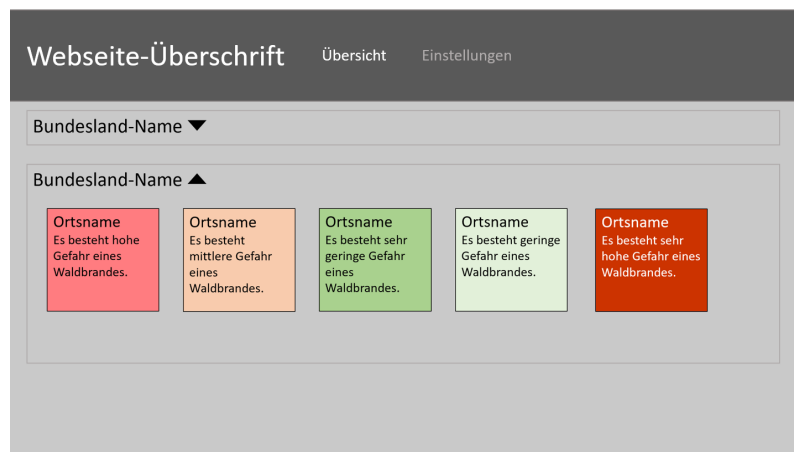 Webseite-Überschrift Übersicht Einstellungen
Bundesland-Name
Bundesland-Name
Ortsname
Es besteht hohe
Gefahr eines
Waldbrandes.
Ortsname
Es besteht
mittlere Gefahr
eines
Waldbrandes.
Ortsname
Es besteht sehr
geringe Gefahr
eines
Waldbrandes.
Ortsname
Es besteht geringe
Gefahr eines
Waldbrandes.
Ortsname
Es besteht sehr
hohe Gefahr eines
Waldbrandes.